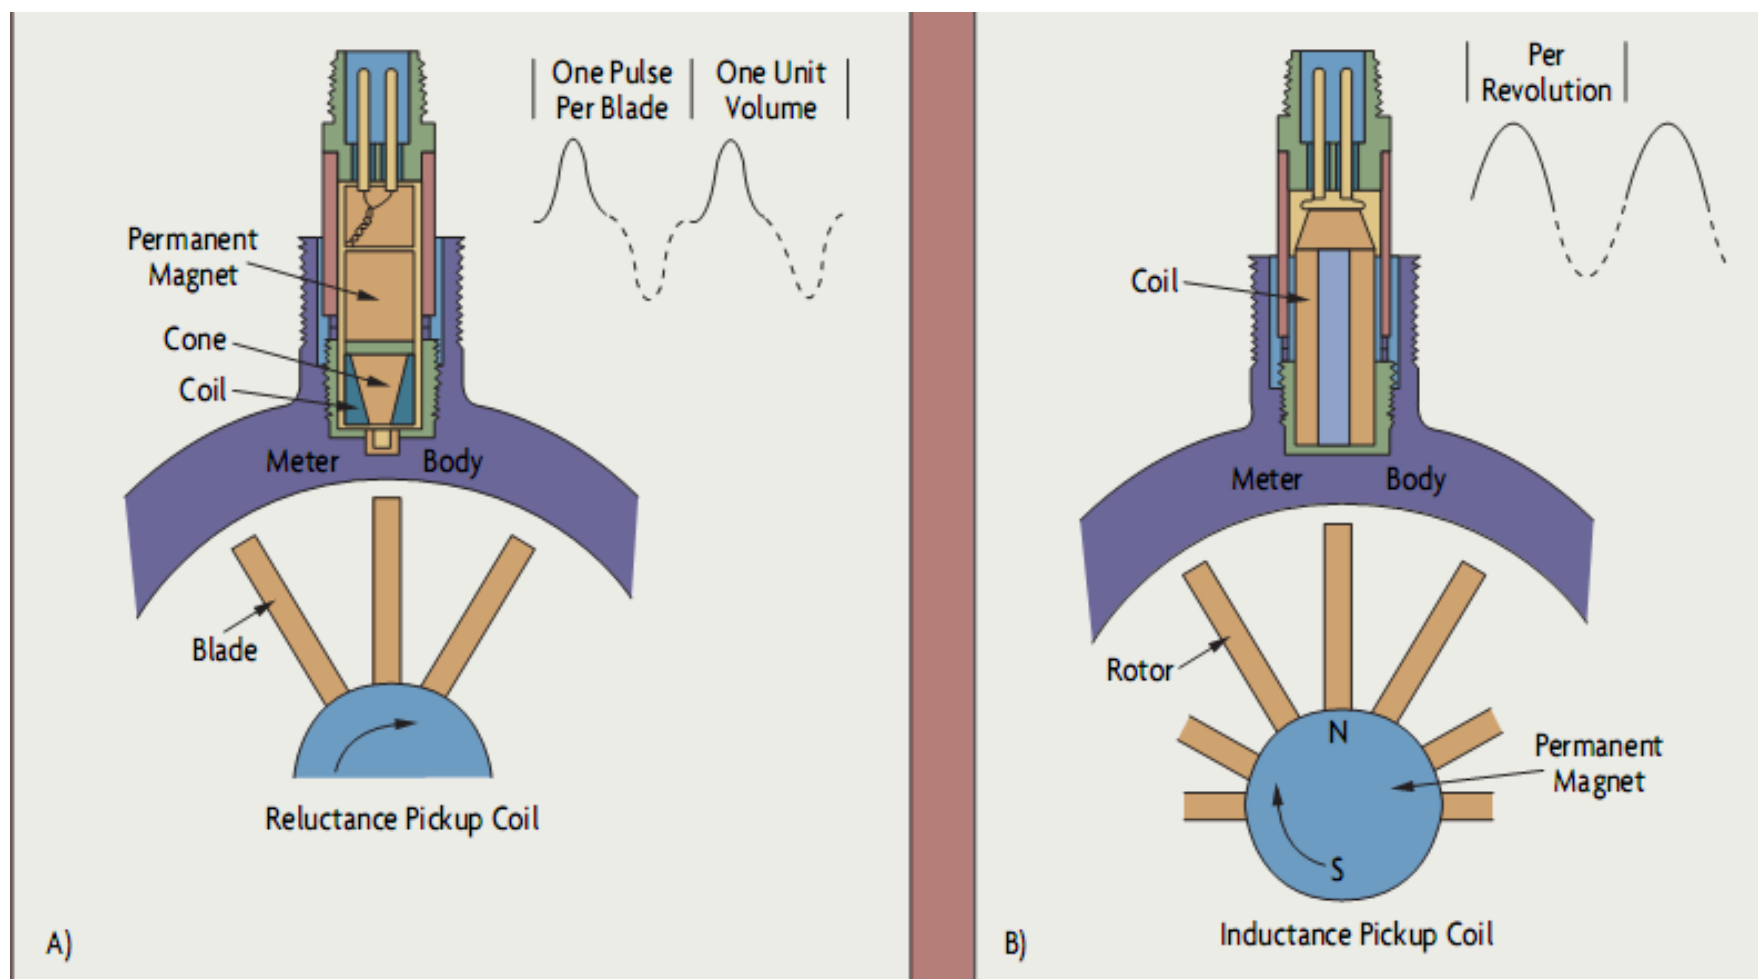 One Pulse
Per Blade
One Unit
Volume
Permanent
Magnet
Cone
Coil
Meter Body
Blade
Reluctance Pickup Coil
A)
Per
Revolution
Coil
Meter Body
Rotor
N
Permanent
Magnet
S
Inductance Pickup Coil
B)